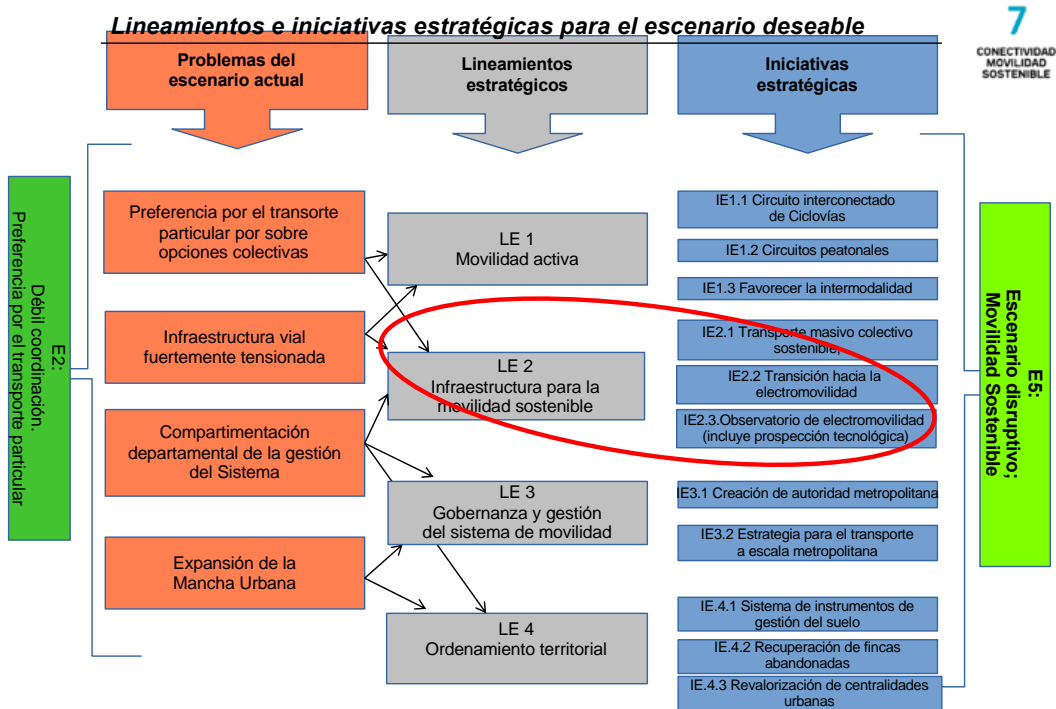 Lineamientos e iniciativas estratégicas para el escenario deseable
7
CONECTIVIDAD
MOVILIDAD
SOSTENIBLE
Problemas del
escenario actual
Lineamientos
estratégicos
Iniciativas
estratégicas
E2:
Débil coordinación.
Preferencia por el transporte particular
Preferencia por el transorte
particular por sobre
opciones colectivas
Infraestructura vial
fuertemente tensionada
Compartimentación
departamental de la gestión
del Sistema
Expansión de la
Mancha Urbana
LE 1
Movilidad activa
LE 2
Infraestructura para la
movilidad sostenible
LE 3
Gobernanza y gestión
del sistema de movilidad
LE 4
Ordenamiento territorial
IE1.1 Circuito interconectado
de Ciclovías
IE1.2 Circuitos peatonales
IE1.3 Favorecer la intermodalidad
IE2.1 Transporte masivo colectivo
sostenible,
IE2.2 Transición hacia la
electromovilidad
IE2.3.Observatorio de electromovilidad
(incluye prospección tecnológica)
IE3.1 Creación de autoridad metropolitana
IE3.2 Estrategia para el transporte
a escala metropolitana
IE.4.1 Sistema de instrumentos de
gestión del suelo
IE.4.2 Recuperación de fincas
abandonadas
IE.4.3 Revalorización de centralidades
urbanas
E5:
Escenario disruptivo;
Movilidad Sostenible